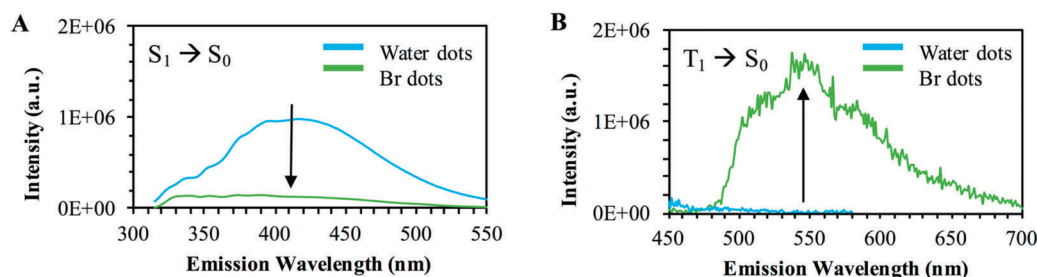 A
2E+06
1E+06
0E+00
Intensity (a.u.)
S₁ → S₀
Water dots
Br dots
300 350 400 450 500 550
Emission Wavelength (nm)
B
2E+06
1E+06
0E+00
Intensity (a.u.)
T₁ → S₀
Water dots
Br dots
450 500 550 600 650 700
Emission Wavelength (nm)